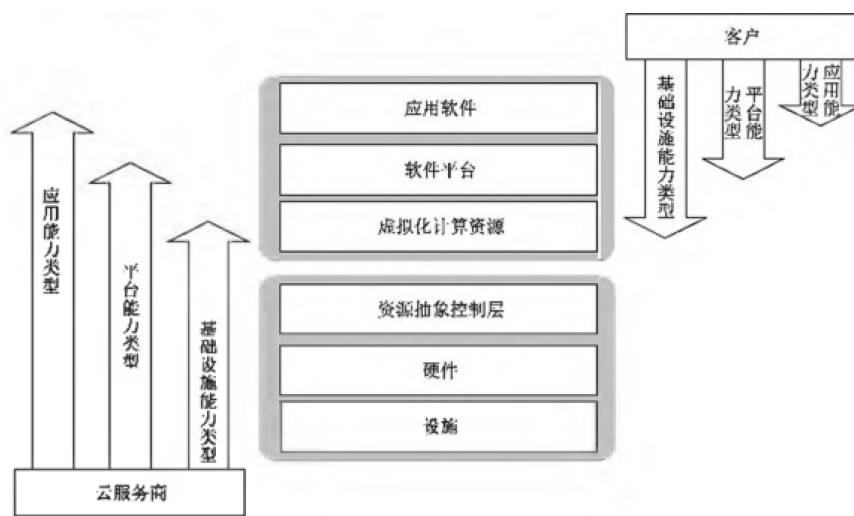 客户
基础设施能力类型
平台能
力类型
应用能
力类型
应用软件
软件平台
虚拟化计算资源
资源抽象控制层
硬件
设施
应用能力类型
平台能力类型
基础设施能力类型
云服务商